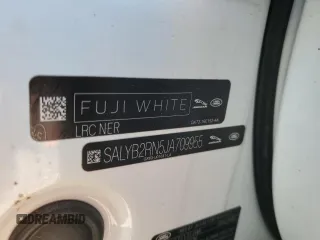 FUJI WHITE
LRC NER
SALYB2RN5JA709955
DREAMBID